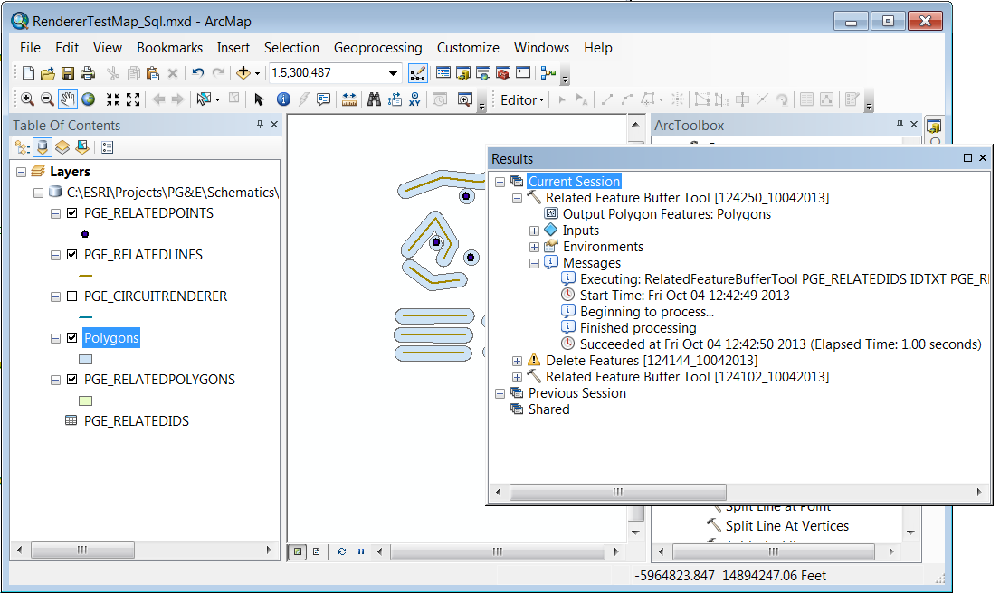 RendererTestMap_Sql.mxd - ArcMap
File Edit View Bookmarks Insert Selection Geoprocessing Customize Windows Help
1:5,300,487
Editor
Table Of Contents
Layers
C:\ESRI\Projects\PG&E\Schematics\
PGE_RELATEDPOINTS
PGE_RELATEDLINES
PGE_CIRCUITRENDERER
Polygons
PGE_RELATEDPOLYGONS
PGE_RELATEDIDS
ArcToolbox
Results
Current Session
Related Feature Buffer Tool [124250_10042013]
Output Polygon Features: Polygons
Inputs
Environments
Messages
Executing: RelatedFeatureBufferTool PGE_RELATEDIDS IDTXT PGE_RE
Start Time: Fri Oct 04 12:42:49 2013
Beginning to process...
Finished processing
Succeeded at Fri Oct 04 12:42:50 2013 (Elapsed Time: 1.00 seconds)
Delete Features [124144_10042013]
Related Feature Buffer Tool [124102_10042013]
Previous Session
Shared
Split Line at Point
Split Line At Vertices
-5964823.847 14894247.06 Feet